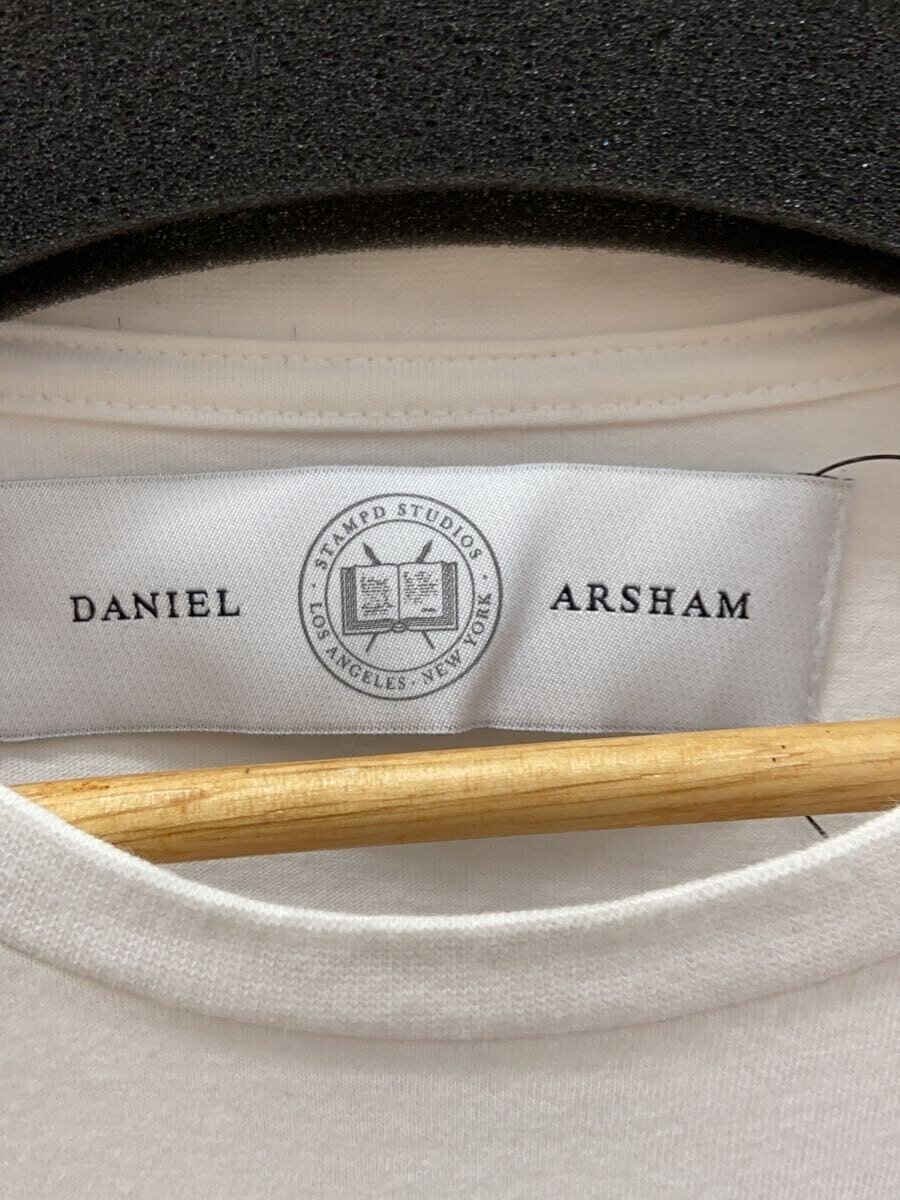 DANIEL
· STAMPD STUDIOS ·
LOS ANGELES · NEW YORK
ARSHAM